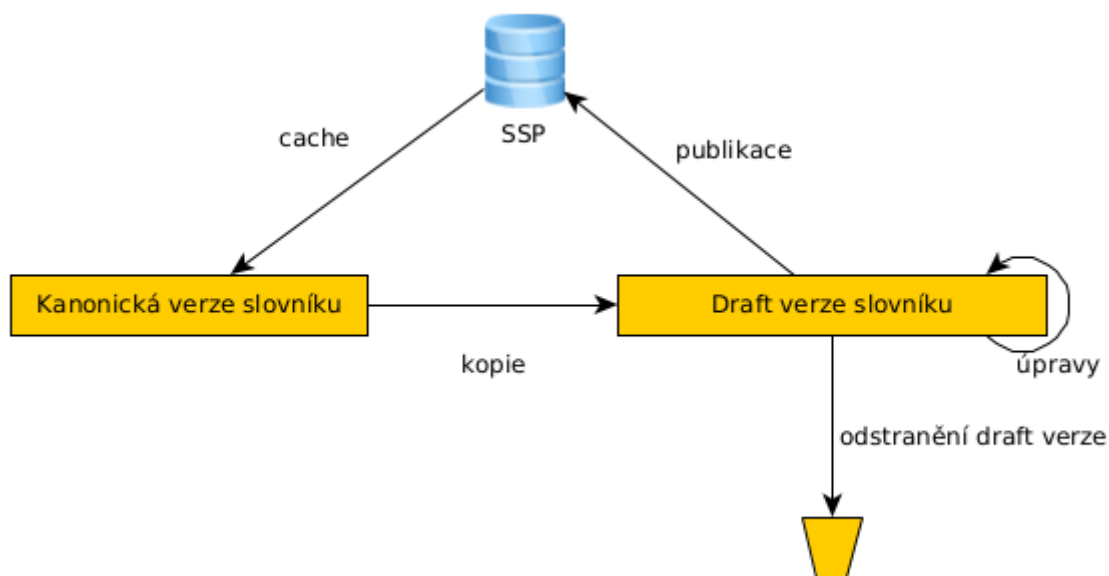 SSP
cache
publikace
Kanonická verze slovníku
Draft verze slovníku
kopie
úpravy
odstranění draft verze